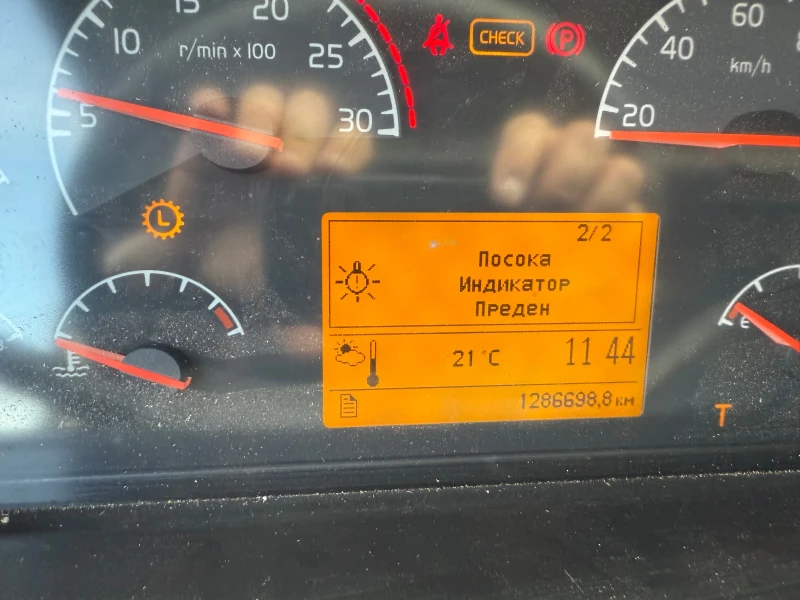 15
20
10
r/min x 100
25
5
30
CHECK
P
60
40
km/h
20
L
2/2
Посока
Индикатор
Преден
21°C
11 44
1286698,8 км
E
T